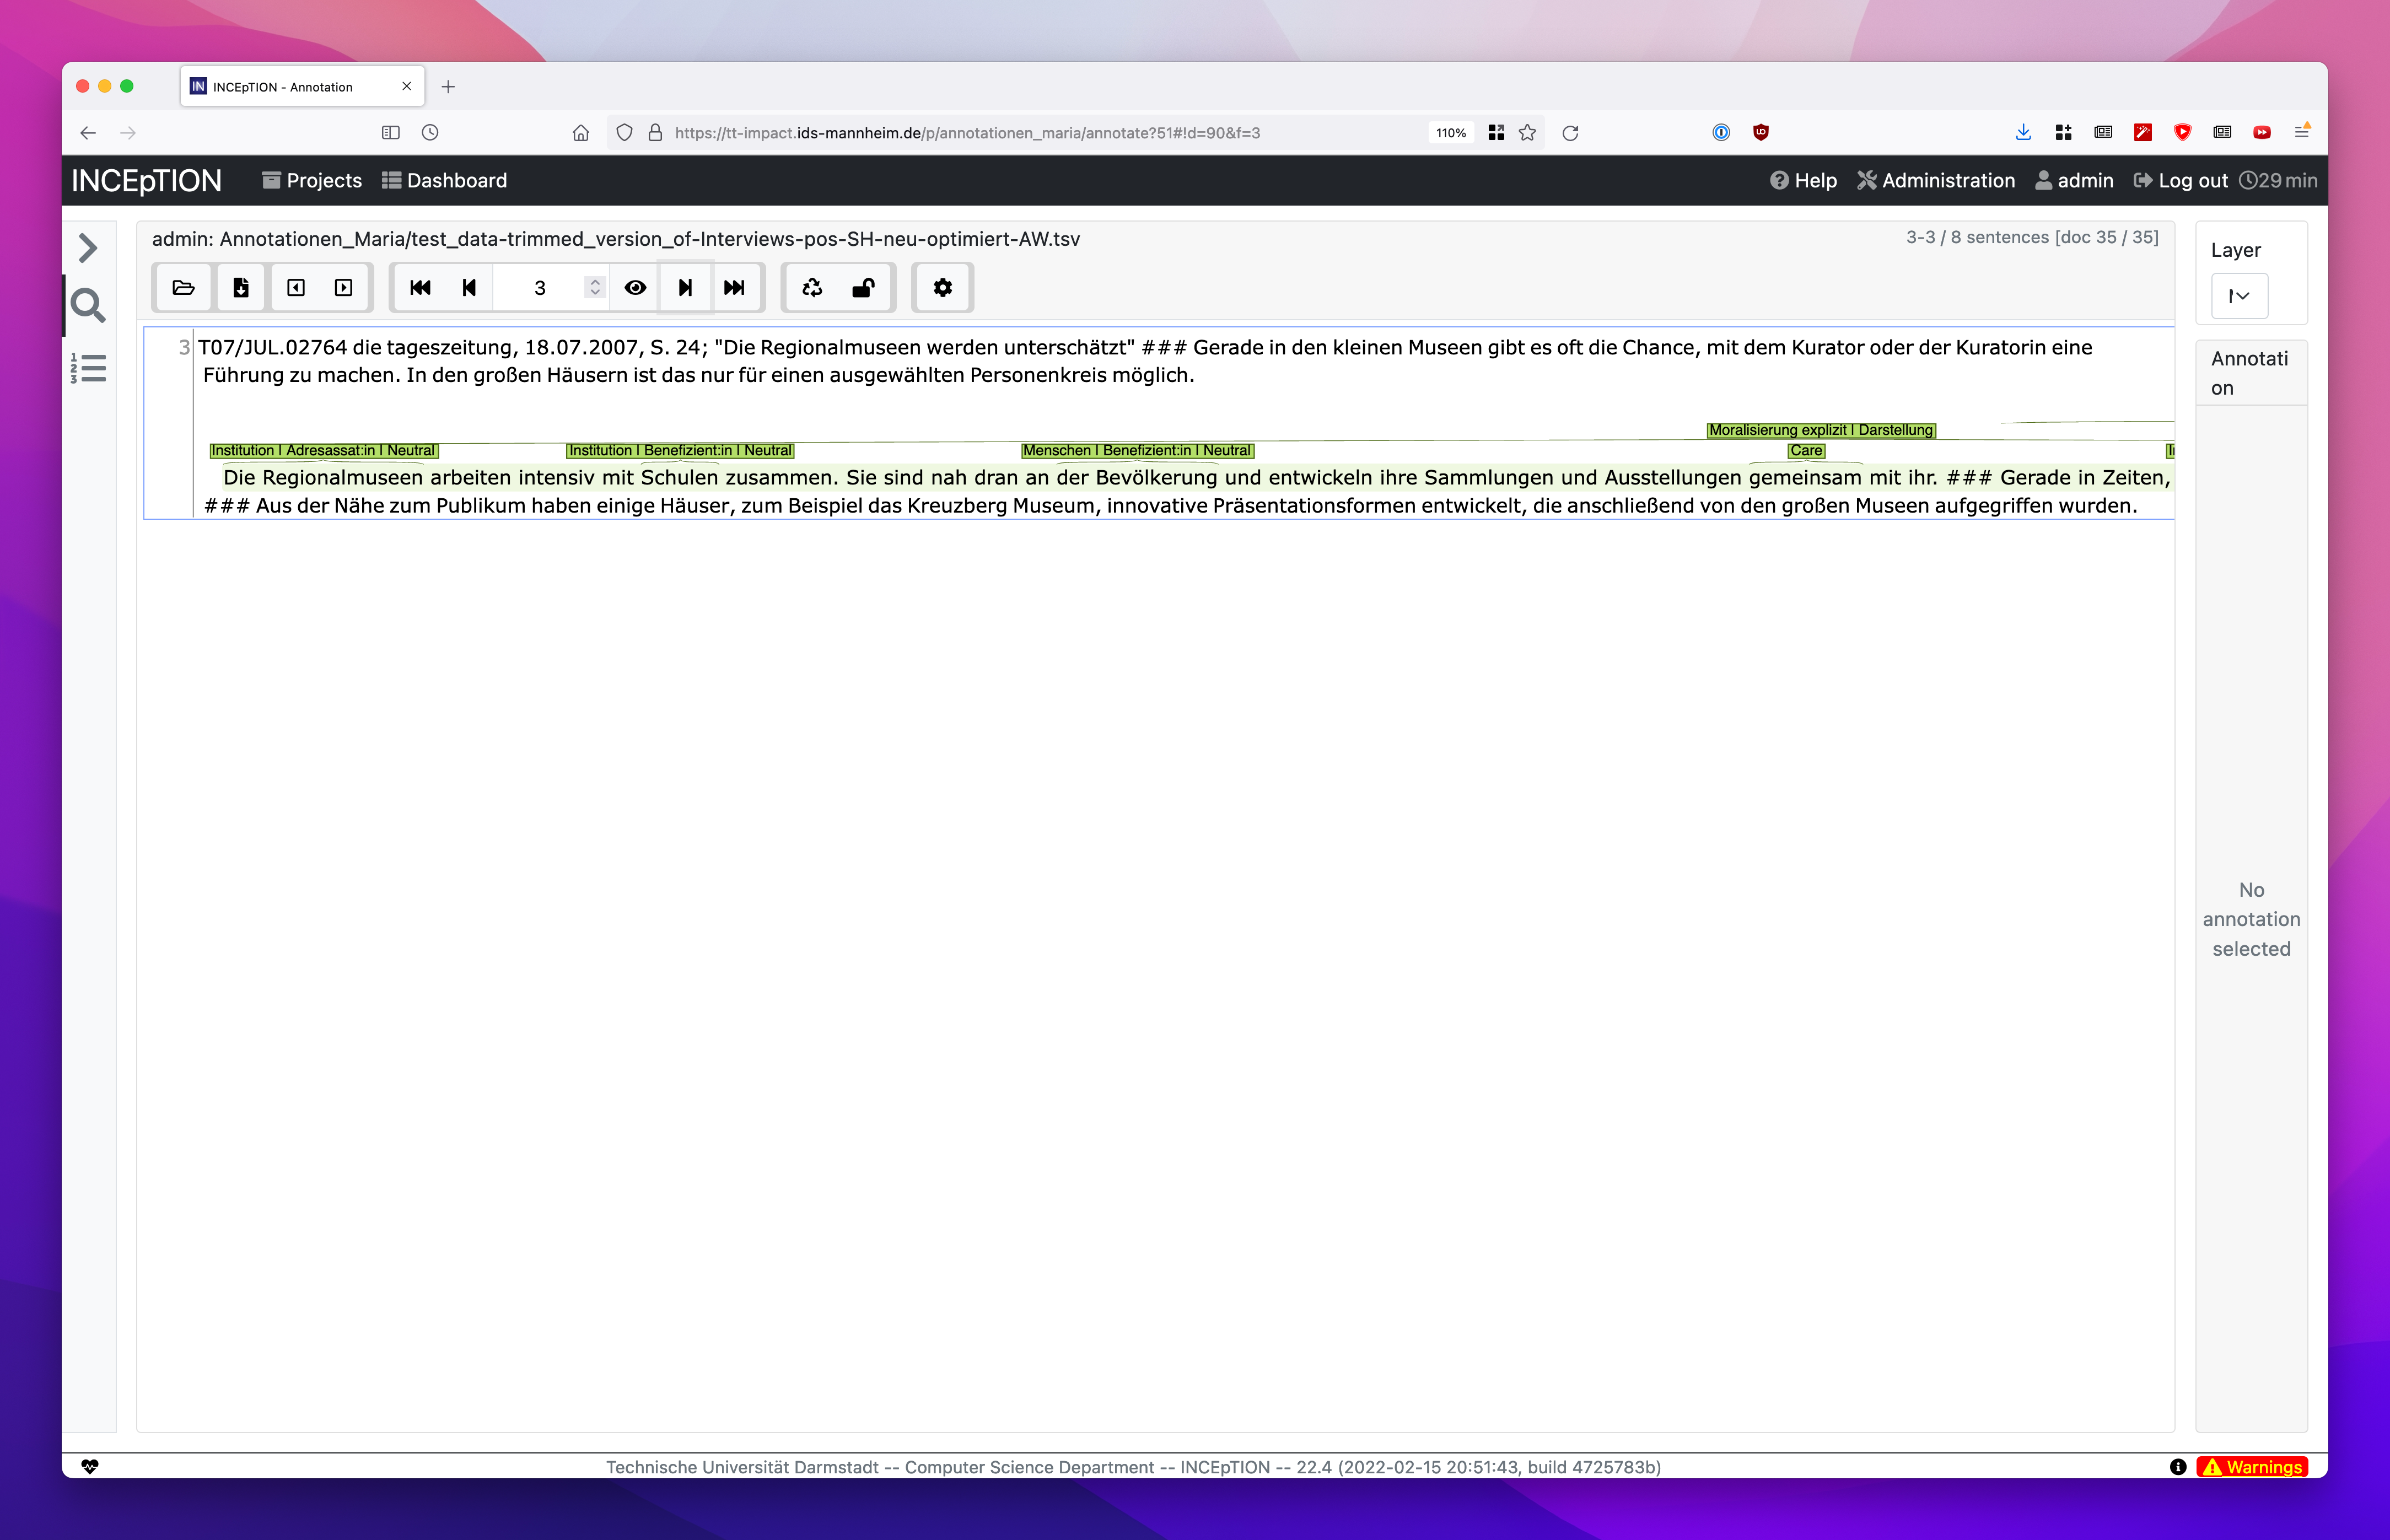 INCEpTION - Annotation
https://tt-impact.ids-mannheim.de/p/annotationen_maria/annotate?51#!d=90&f=3
110%
INCEpTION Projects Dashboard Help Administration admin Log out 29 min
admin: Annotationen_Maria/test_data-trimmed_version_of-Interviews-pos-SH-neu-optimiert-AW.tsv
3-3 / 8 sentences [doc 35 / 35]
3
Layer
Annotati
on
3 T07/JUL.02764 die tageszeitung, 18.07.2007, S. 24; "Die Regionalmuseen werden unterschätzt" ### Gerade in den kleinen Museen gibt es oft die Chance, mit dem Kurator oder der Kuratorin eine
Führung zu machen. In den großen Häusern ist das nur für einen ausgewählten Personenkreis möglich.
Moralisierung explizit | Darstellung
Institution | Adresassat:in | Neutral Institution | Benefizient:in | Neutral Menschen | Benefizient:in | Neutral Care
Die Regionalmuseen arbeiten intensiv mit Schulen zusammen. Sie sind nah dran an der Bevölkerung und entwickeln ihre Sammlungen und Ausstellungen gemeinsam mit ihr. ### Gerade in Zeiten,
### Aus der Nähe zum Publikum haben einige Häuser, zum Beispiel das Kreuzberg Museum, innovative Präsentationsformen entwickelt, die anschließend von den großen Museen aufgegriffen wurden.
No
annotation
selected
Technische Universität Darmstadt -- Computer Science Department -- INCEpTION -- 22.4 (2022-02-15 20:51:43, build 4725783b)
Warnings